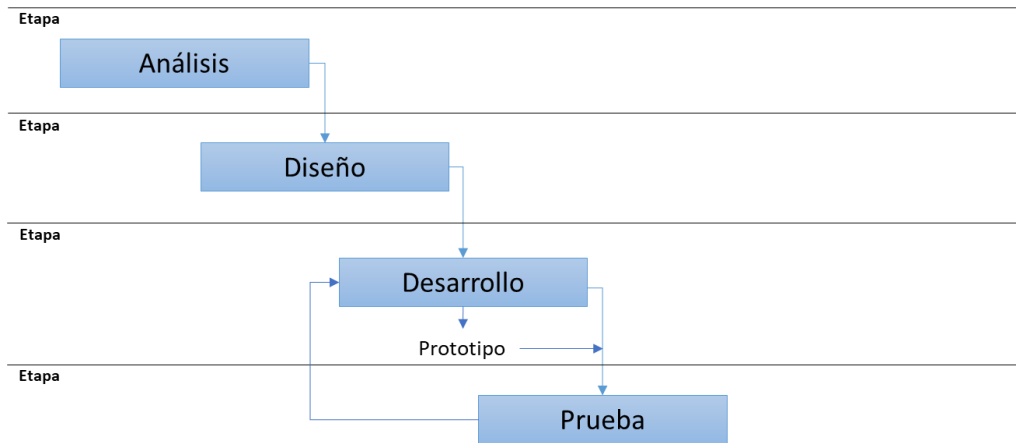 Etapa
Análisis
Etapa
Diseño
Etapa
Desarrollo
Prototipo
Etapa
Prueba